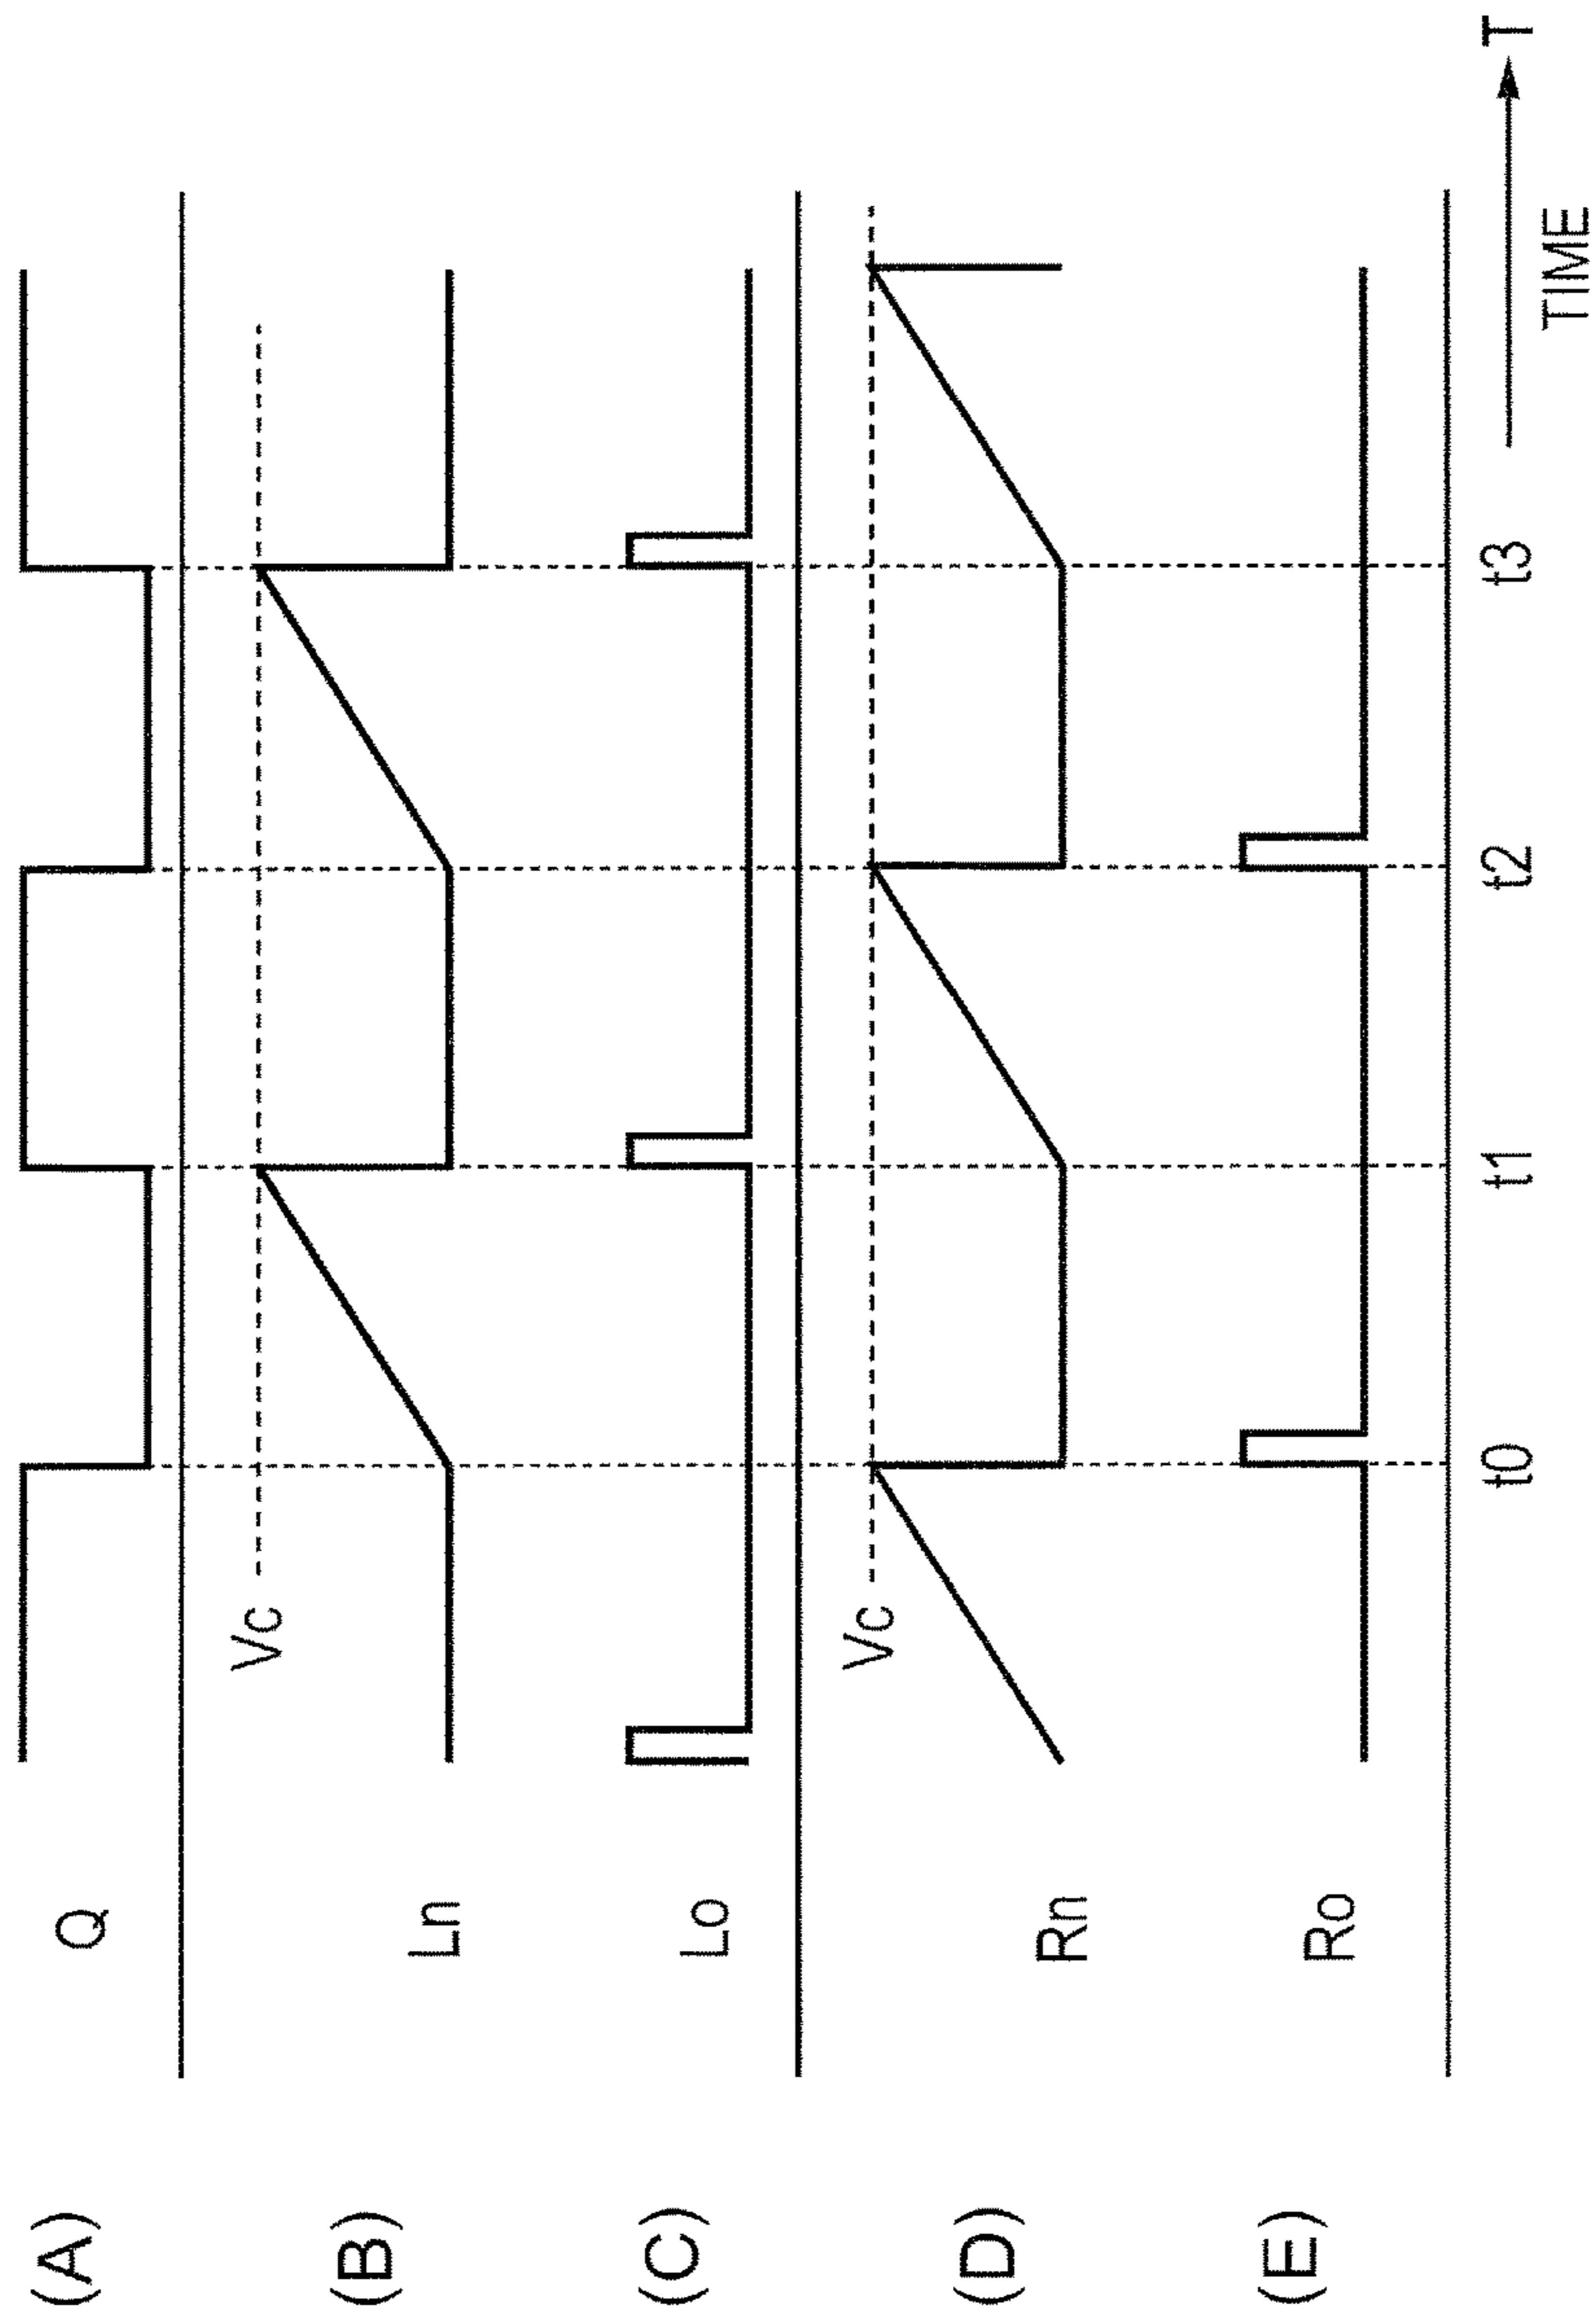 (A) Q
Vc
(B) Ln
(C) Lo
Vc
(D) Rn
(E) Ro
t0 t1 t2 t3 T
TIME